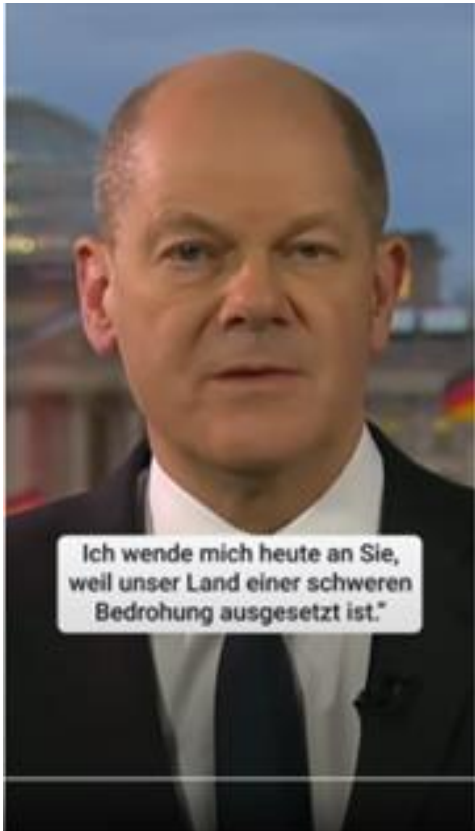 Ich wende mich heute an Sie,
weil unser Land einer schweren
Bedrohung ausgesetzt ist.“